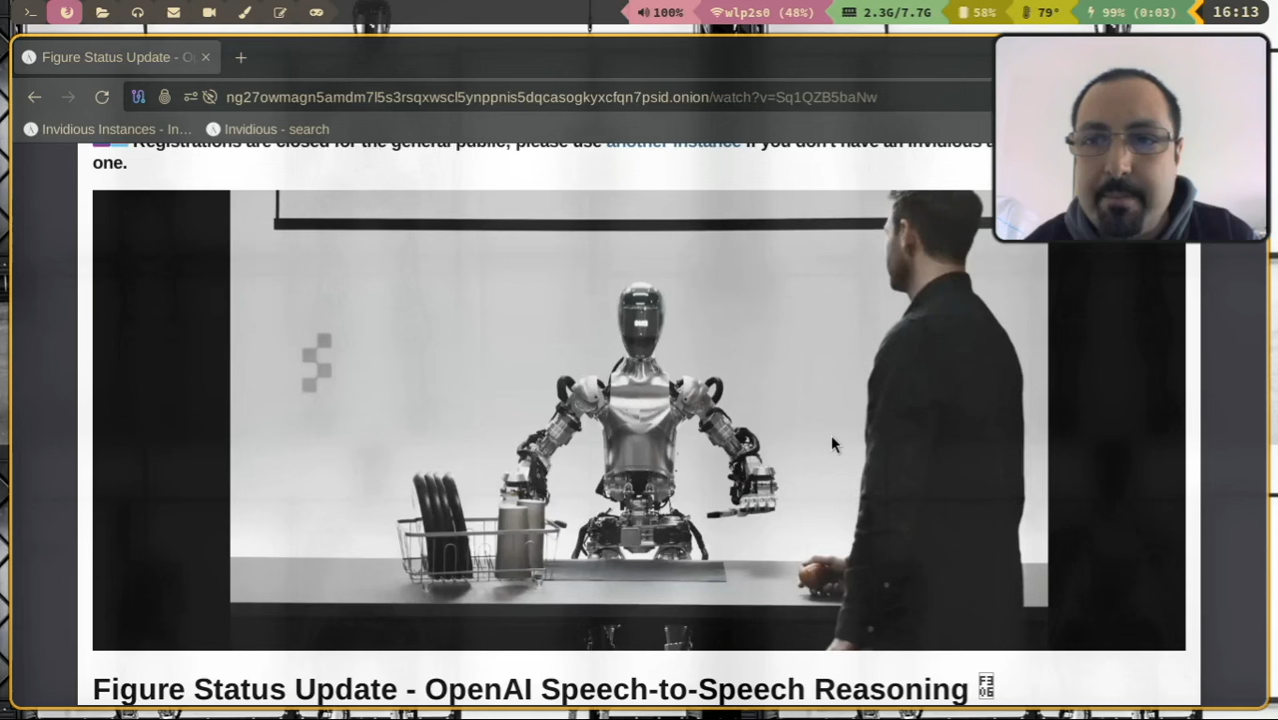 100%
wlp2s0 (48%)
2.3G/7.7G
58%
79°
99% (0:03)
16:13
Figure Status Update - O
ng27owmagn5amdm7l5s3rsqxwscl5ynppnis5dqcasogkyxcfqn7psid.onion/watch?v=Sq1QZB5baNw
Invidious Instances - In…
Invidious - search
Registrations are closed for the general public, please use another instance if you don't have an invidious
one.
Figure Status Update - OpenAI Speech-to-Speech Reasoning